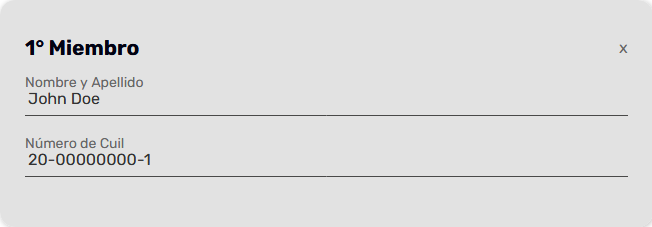 1° Miembro
x
Nombre y Apellido
John Doe
Número de Cuil
20-00000000-1